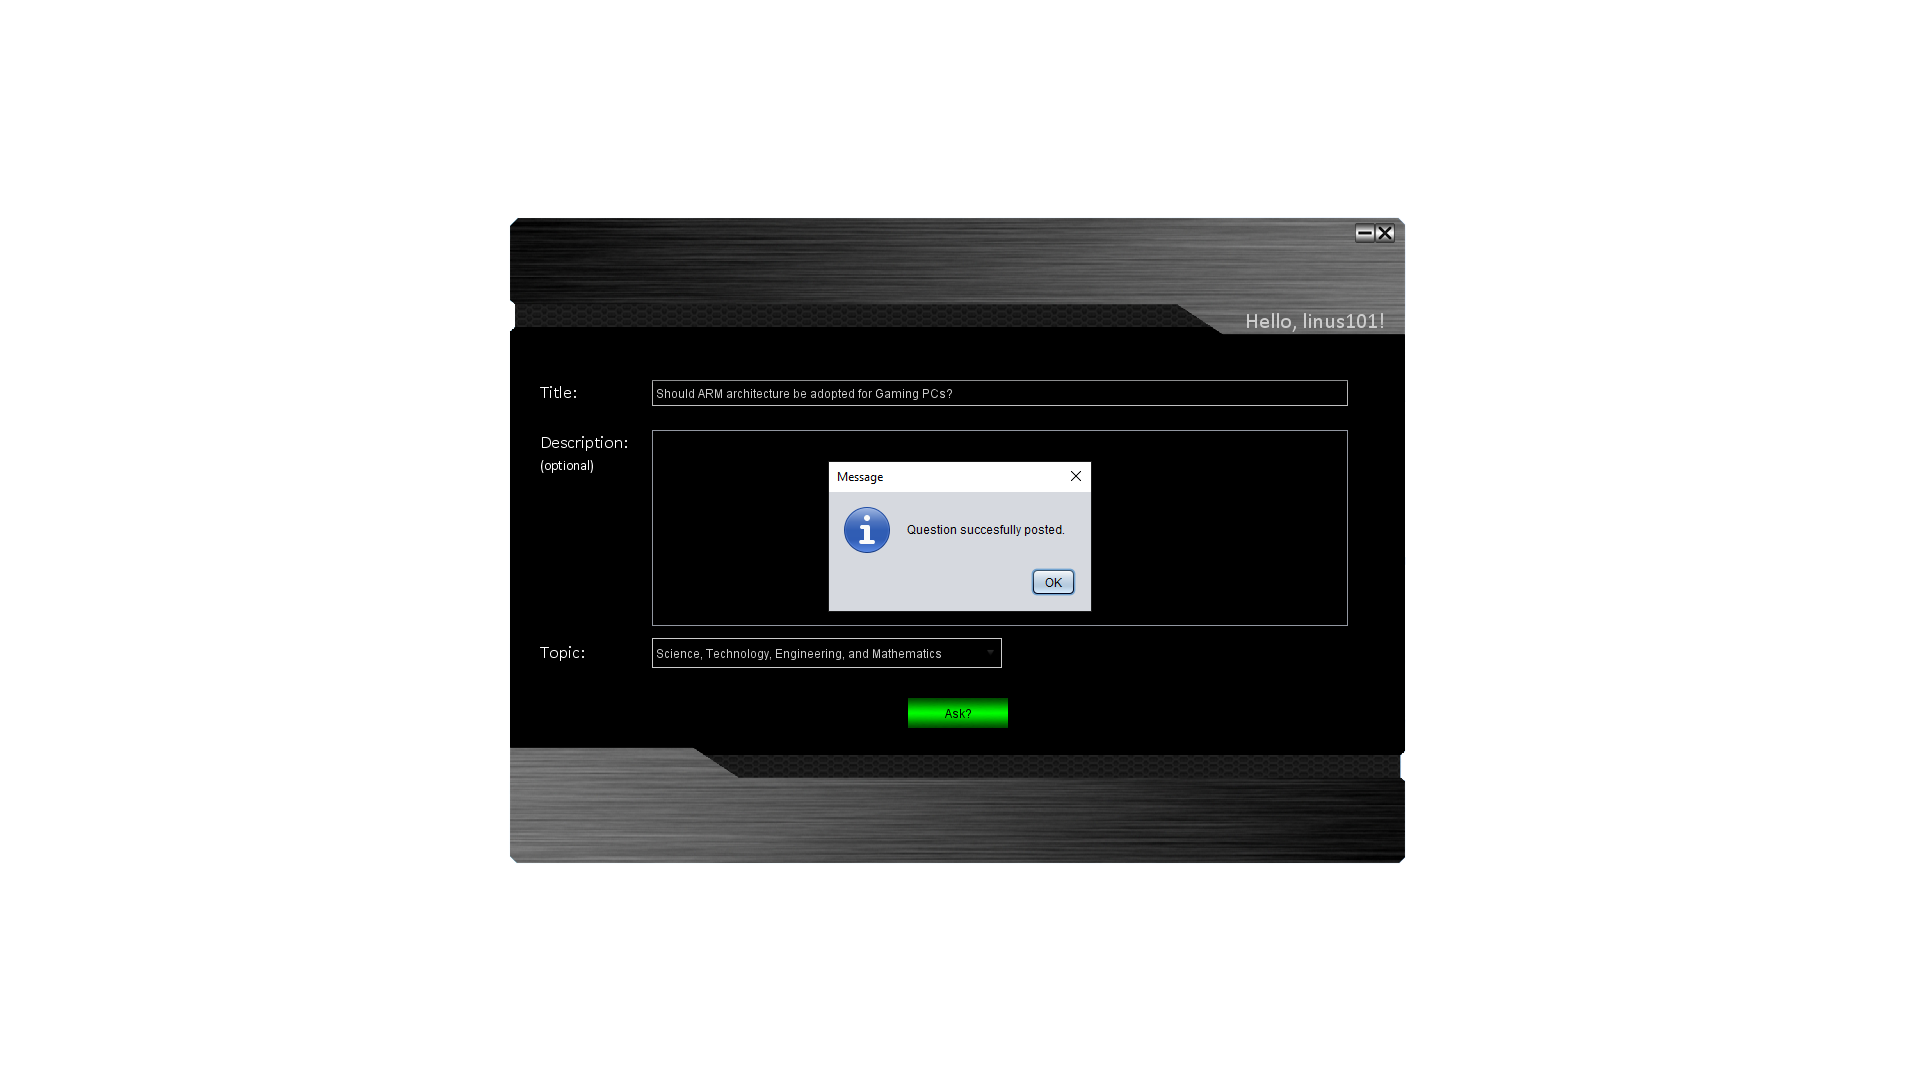 Hello, linus101!
Title:
Should ARM architecture be adopted for Gaming PCs?
Description:
(optional)
Message
Question succesfully posted.
OK
Topic:
Science, Technology, Engineering, and Mathematics
Ask?